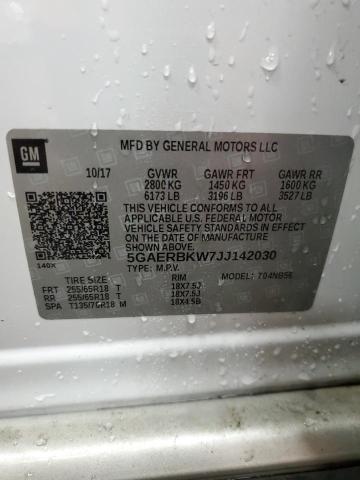 GM
MFD BY GENERAL MOTORS LLC
10/17 GVWR GAWR FRT GAWR RR
2800 KG 1450 KG 1600 KG
6173 LB 3196 LB 3527 LB
THIS VEHICLE CONFORMS TO ALL APPLICABLE U.S. FEDERAL MOTOR
VEHICLE SAFETY STANDARDS IN EFFECT ON THE DATE OF MANUFACTURE
SHOWN ABOVE.
140X 5GAERBKW7JJ142030
TYPE: M.P.V. MODEL: T04NB56
TIRE SIZE RIM
FRT 255/65R18 T 18X7.5J
RR 255/65R18 T 18X7.5J
SPA T135/70R18 M 18X4.5B